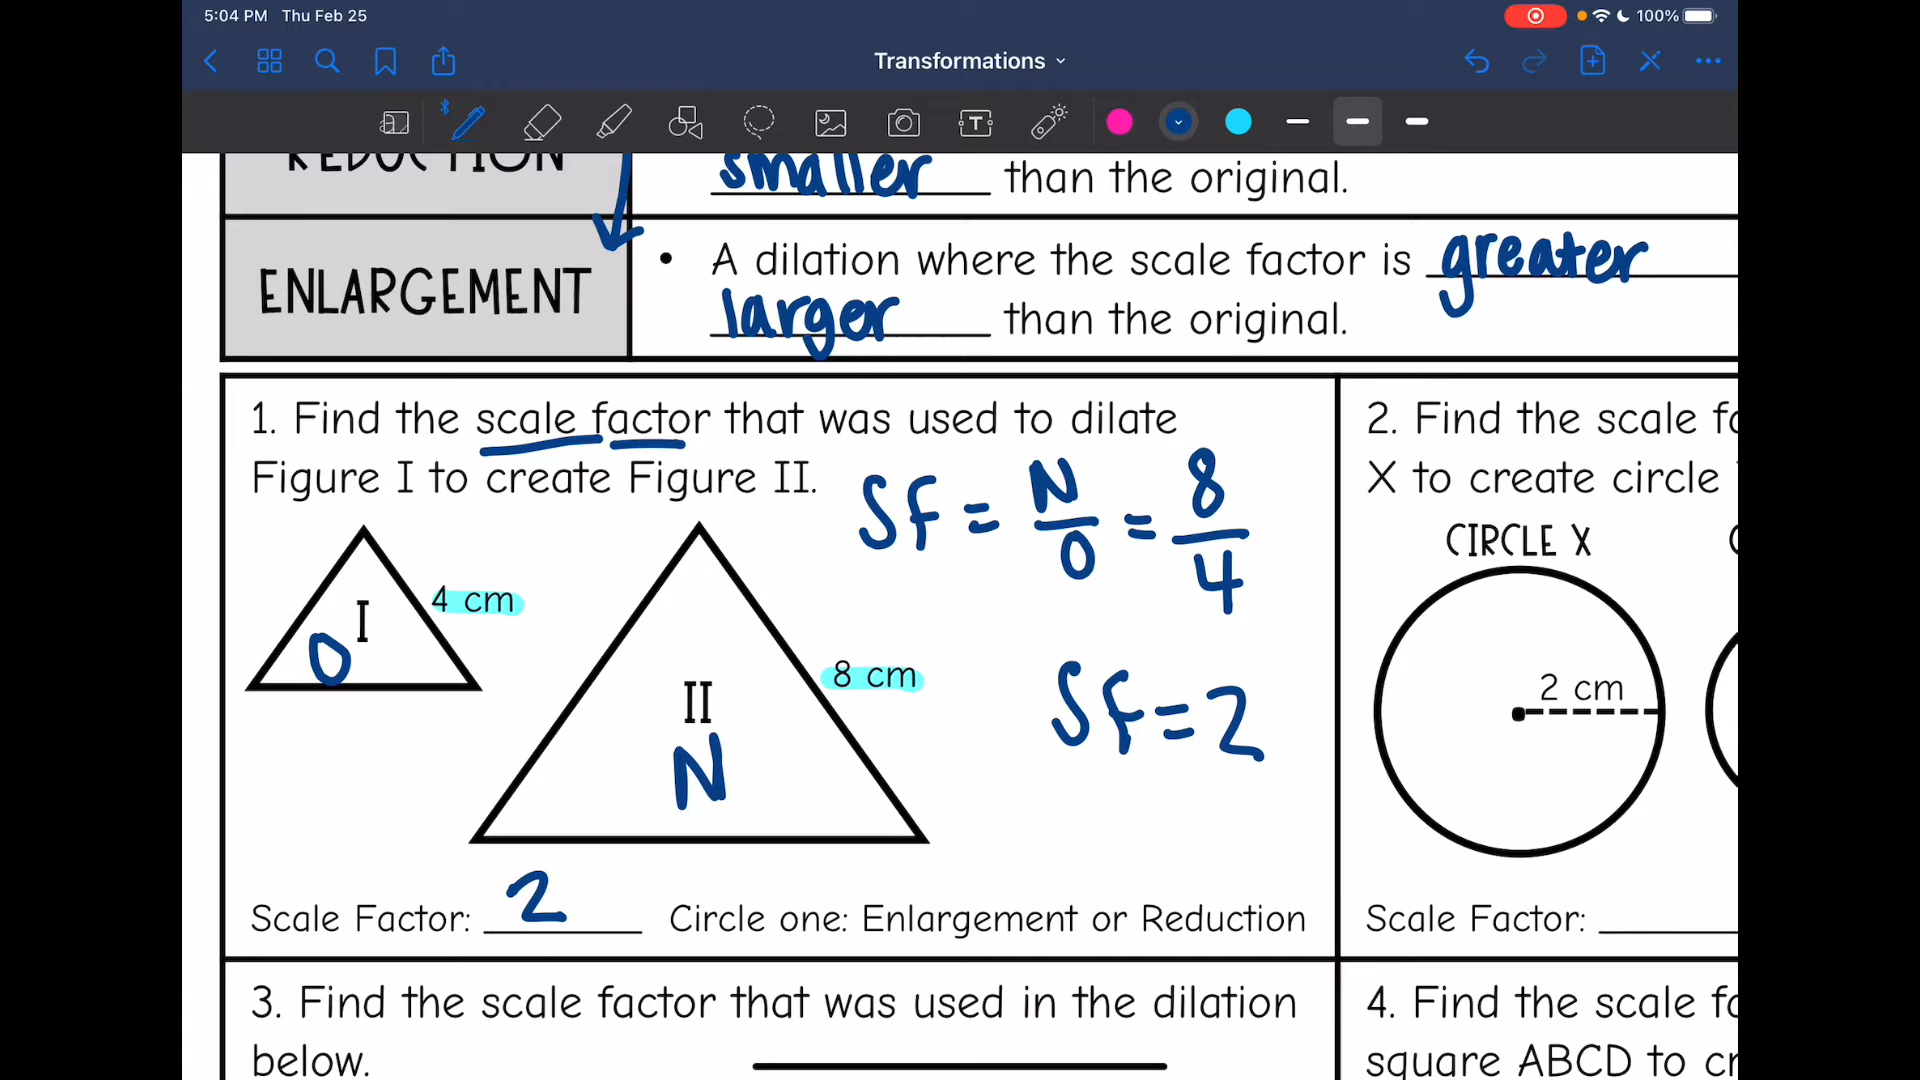 5:04 PM Thu Feb 25
100%
Transformations
REDUCTION
smaller than the original.
ENLARGEMENT
• A dilation where the scale factor is greater
larger than the original.
1. Find the scale factor that was used to dilate
Figure I to create Figure II.
SF = N/O = 8/4
4 cm
I
O
8 cm
II
N
SF = 2
Scale Factor: 2 Circle one: Enlargement or Reduction
2. Find the scale
X to create circle
CIRCLE X
2 cm
Scale Factor:
3. Find the scale factor that was used in the dilation
below.
4. Find the scale
square ABCD to